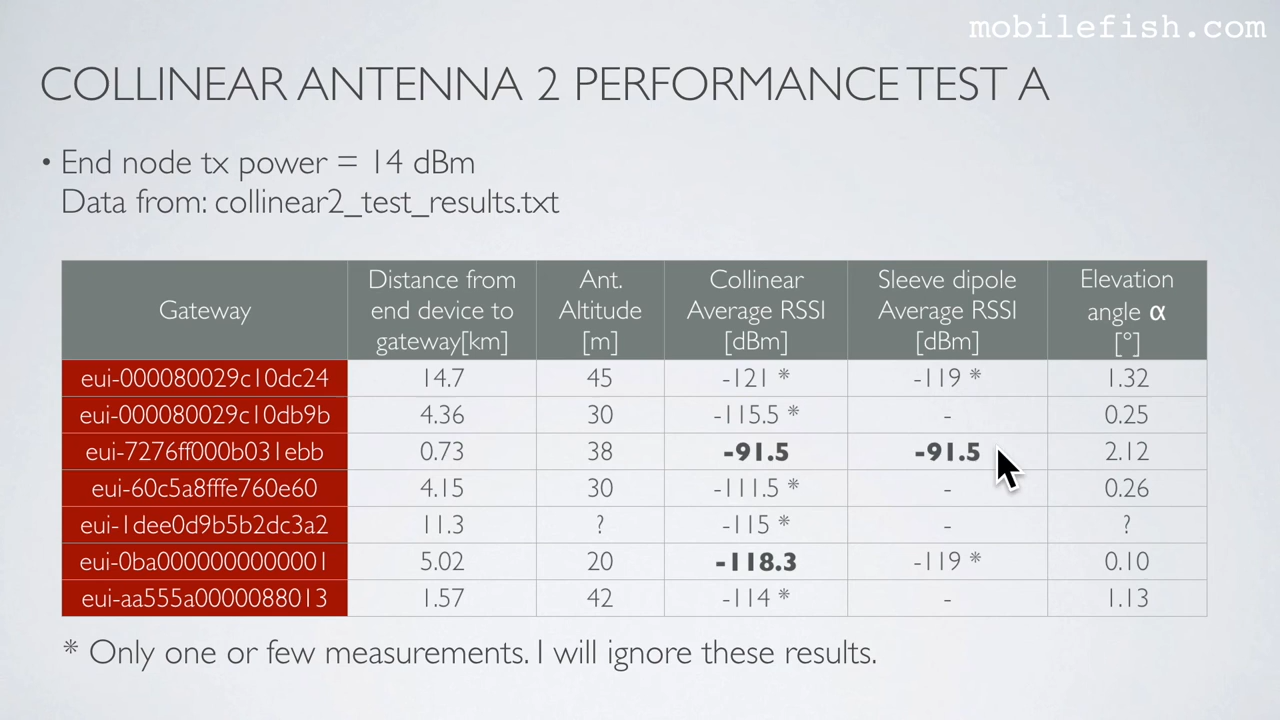 mobilefish.com
COLLINEAR ANTENNA 2 PERFORMANCE TEST A
• End node tx power = 14 dBm
Data from: collinear2_test_results.txt
Gateway | Distance from end device to gateway[km] | Ant. Altitude [m] | Collinear Average RSSI [dBm] | Sleeve dipole Average RSSI [dBm] | Elevation angle α [°]
eui-000080029c10dc24 | 14.7 | 45 | -121 * | -119 * | 1.32
eui-000080029c10db9b | 4.36 | 30 | -115.5 * | - | 0.25
eui-7276ff000b031ebb | 0.73 | 38 | -91.5 | -91.5 | 2.12
eui-60c5a8fffe760e60 | 4.15 | 30 | -111.5 * | - | 0.26
eui-1dee0d9b5b2dc3a2 | 11.3 | ? | -115 * | - | ?
eui-0ba0000000000001 | 5.02 | 20 | -118.3 | -119 * | 0.10
eui-aa555a0000088013 | 1.57 | 42 | -114 * | - | 1.13
* Only one or few measurements. I will ignore these results.